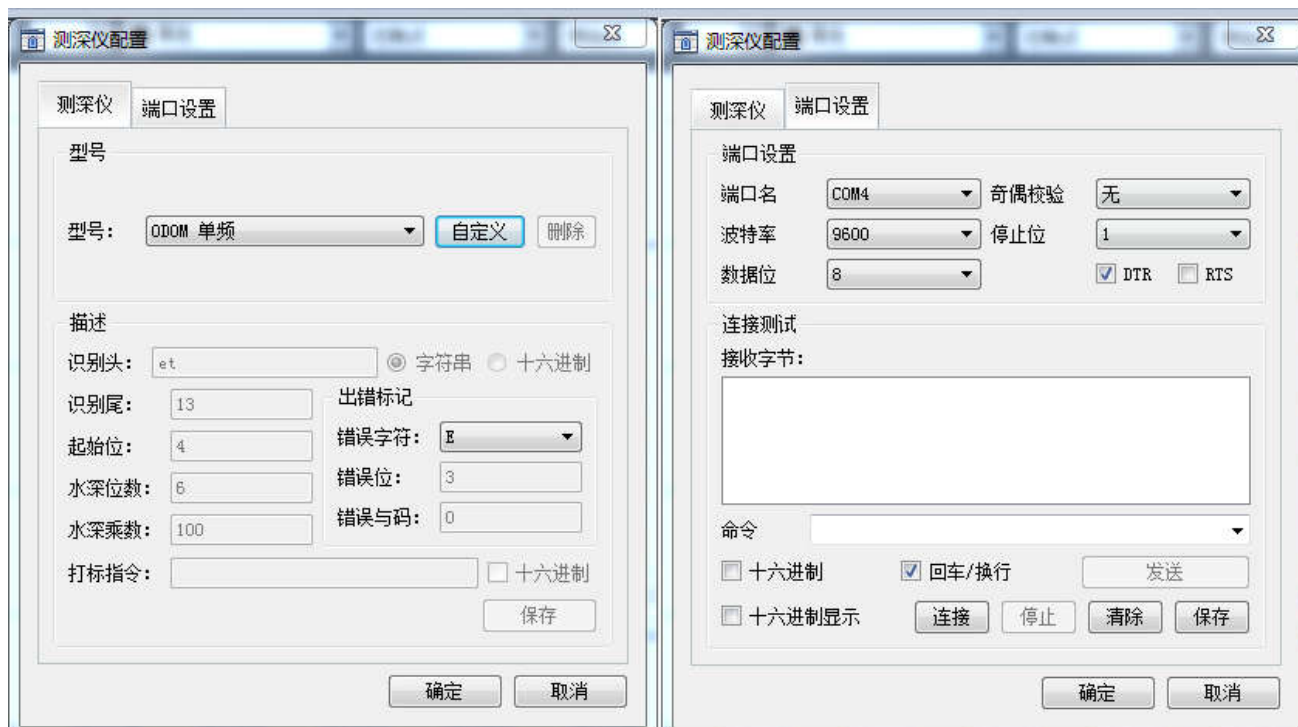 测深仪配置
测深仪 端口设置
型号
型号： ODOM 单频 自定义 删除
描述
识别头： et 字符串 十六进制
识别尾： 13 出错标记
错误字符： E
起始位： 4
错误位： 3
水深位数： 6
错误与码： 0
水深乘数： 100
打标指令： 十六进制
保存
确定 取消
测深仪配置
测深仪 端口设置
端口设置
端口名 COM4 奇偶校验 无
波特率 9600 停止位 1
数据位 8 DTR RTS
连接测试
接收字节：
命令
十六进制 回车/换行 发送
十六进制显示 连接 停止 清除 保存
确定 取消